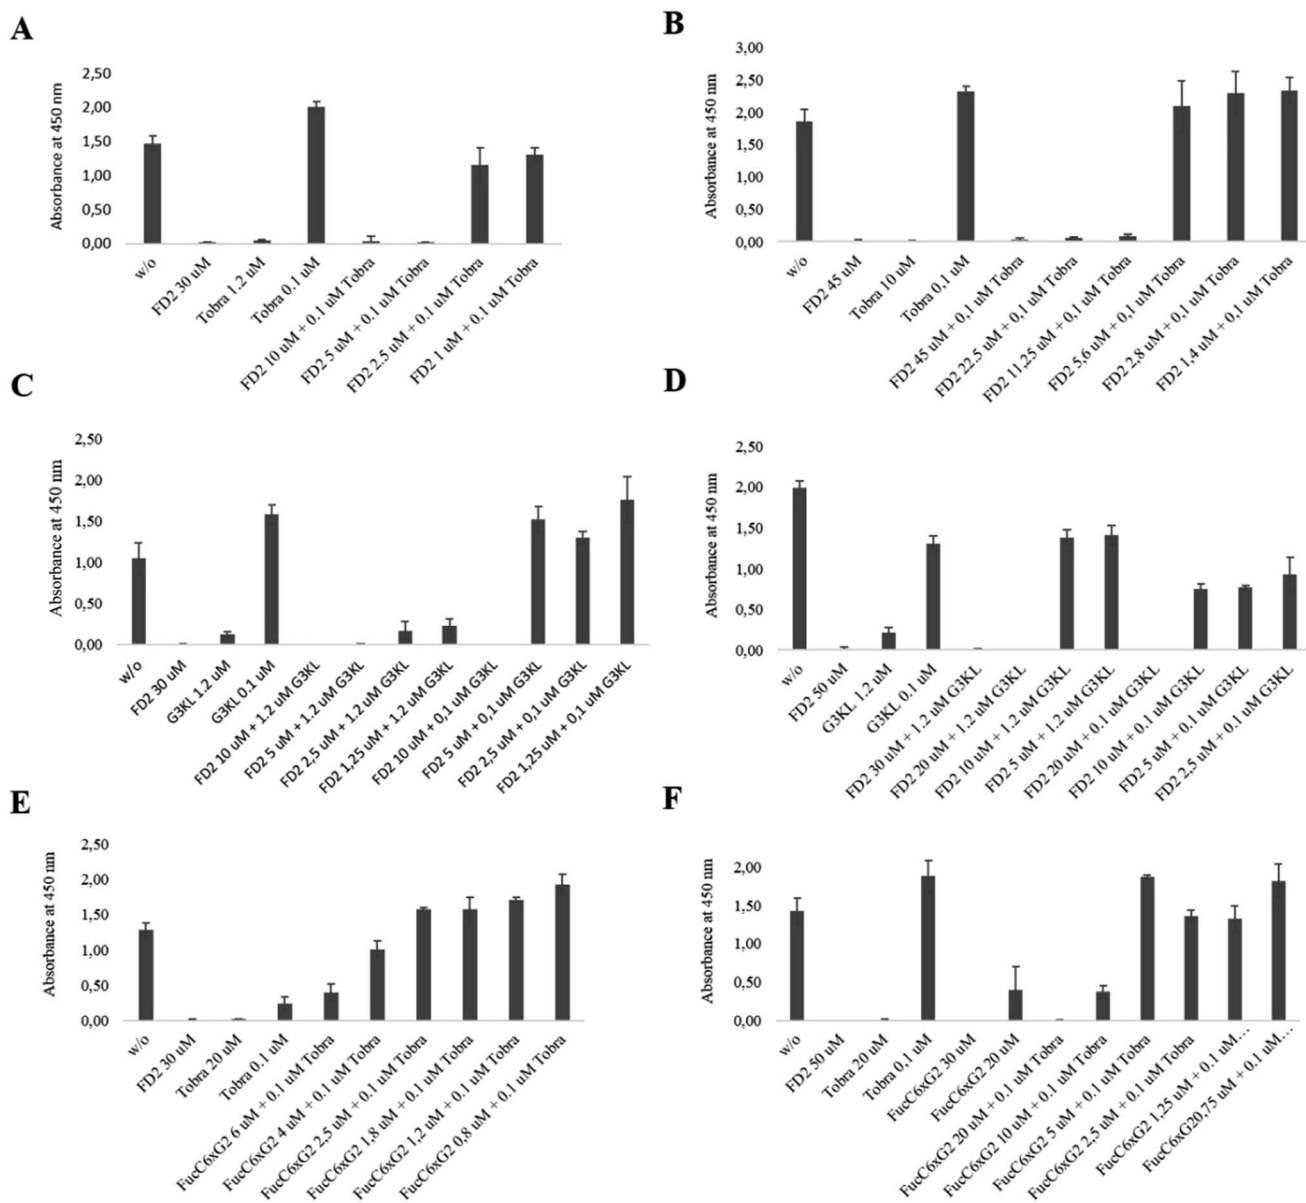 A
Absorbance at 450 nm
2,50
2,00
1,50
1,00
0,50
0,00
w/o
FD2 30 uM
Tobra 1.2 uM
Tobra 0.1 uM
FD2 10 uM + 0.1 uM Tobra
FD2 5 uM + 0.1 uM Tobra
FD2 2.5 uM + 0.1 uM Tobra
FD2 1 uM + 0.1 uM Tobra
B
Absorbance at 450 nm
3,00
2,50
2,00
1,50
1,00
0,50
0,00
w/o
FD2 45 uM
Tobra 10 uM
Tobra 0,1 uM
FD2 45 uM + 0,1 uM Tobra
FD2 22.5 uM + 0,1 uM Tobra
FD2 11,25 uM + 0,1 uM Tobra
FD2 5,6 uM + 0,1 uM Tobra
FD2 2,8 uM + 0,1 uM Tobra
FD2 1,4 uM + 0,1 uM Tobra
C
Absorbance at 450 nm
2,50
2,00
1,50
1,00
0,50
0,00
w/o
FD2 30 uM
G3KL 1.2 uM
G3KL 0.1 uM
FD2 10 uM + 1.2 uM G3KL
FD2 5 uM + 1.2 uM G3KL
FD2 2,5 uM + 1.2 uM G3KL
FD2 1,25 uM + 1.2 uM G3KL
FD2 10 uM + 0,1 uM G3KL
FD2 5 uM + 0,1 uM G3KL
FD2 2,5 uM + 0,1 uM G3KL
FD2 1,25 uM + 0,1 uM G3KL
D
Absorbance at 450 nm
2,50
2,00
1,50
1,00
0,50
0,00
w/o
FD2 50 uM
G3KL 1.2 uM
G3KL 0.1 uM
FD2 30 uM + 1.2 uM G3KL
FD2 20 uM + 1.2 uM G3KL
FD2 10 uM + 1.2 uM G3KL
FD2 5 uM + 1.2 uM G3KL
FD2 20 uM + 0.1 uM G3KL
FD2 10 uM + 0.1 uM G3KL
FD2 5 uM + 0.1 uM G3KL
FD2 2,5 uM + 0.1 uM G3KL
E
Absorbance at 450 nm
2,50
2,00
1,50
1,00
0,50
0,00
w/o
FD2 30 uM
Tobra 20 uM
Tobra 0.1 uM
FucC6xG2 6 uM + 0.1 uM Tobra
FucC6xG2 4 uM + 0.1 uM Tobra
FucC6xG2 2,5 uM + 0.1 uM Tobra
FucC6xG2 1,8 uM + 0.1 uM Tobra
FucC6xG2 1,2 uM + 0.1 uM Tobra
FucC6xG2 0,8 uM + 0.1 uM Tobra
F
Absorbance at 450 nm
2,00
1,50
1,00
0,50
0,00
w/o
FD2 50 uM
Tobra 20 uM
Tobra 0,1 uM
FucC6xG2 30 uM
FucC6xG2 20 uM
FucC6xG2 20 uM + 0.1 uM Tobra
FucC6xG2 10 uM + 0.1 uM Tobra
FucC6xG2 5 uM + 0.1 uM Tobra
FucC6xG2 2,5 uM + 0.1 uM Tobra
FucC6xG2 1,25 uM + 0.1 uM…
FucC6xG20,75 uM + 0.1 uM…